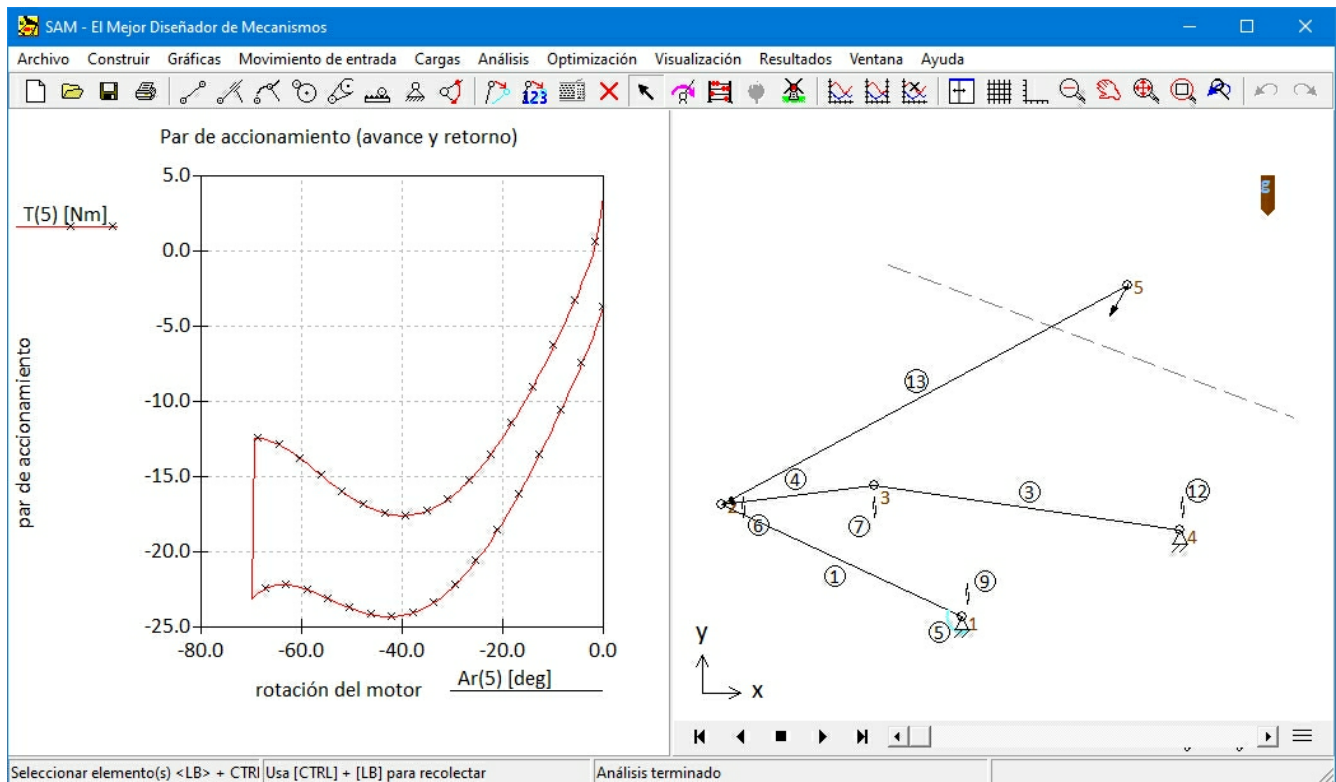 SAM - El Mejor Diseñador de Mecanismos
Archivo Construir Gráficas Movimiento de entrada Cargas Análisis Optimización Visualización Resultados Ventana Ayuda
123
Par de accionamiento (avance y retorno)
T(5) [Nm]
par de accionamiento
5.0
0.0
-5.0
-10.0
-15.0
-20.0
-25.0
-80.0 -60.0 -40.0 -20.0 0.0
rotación del motor Ar(5) [deg]
g
5
13
4
3
3
12
2
6
7
4
1
9
5
1
y
x
Seleccionar elemento(s) <LB> + CTRI Usa [CTRL] + [LB] para recolectar Análisis terminado